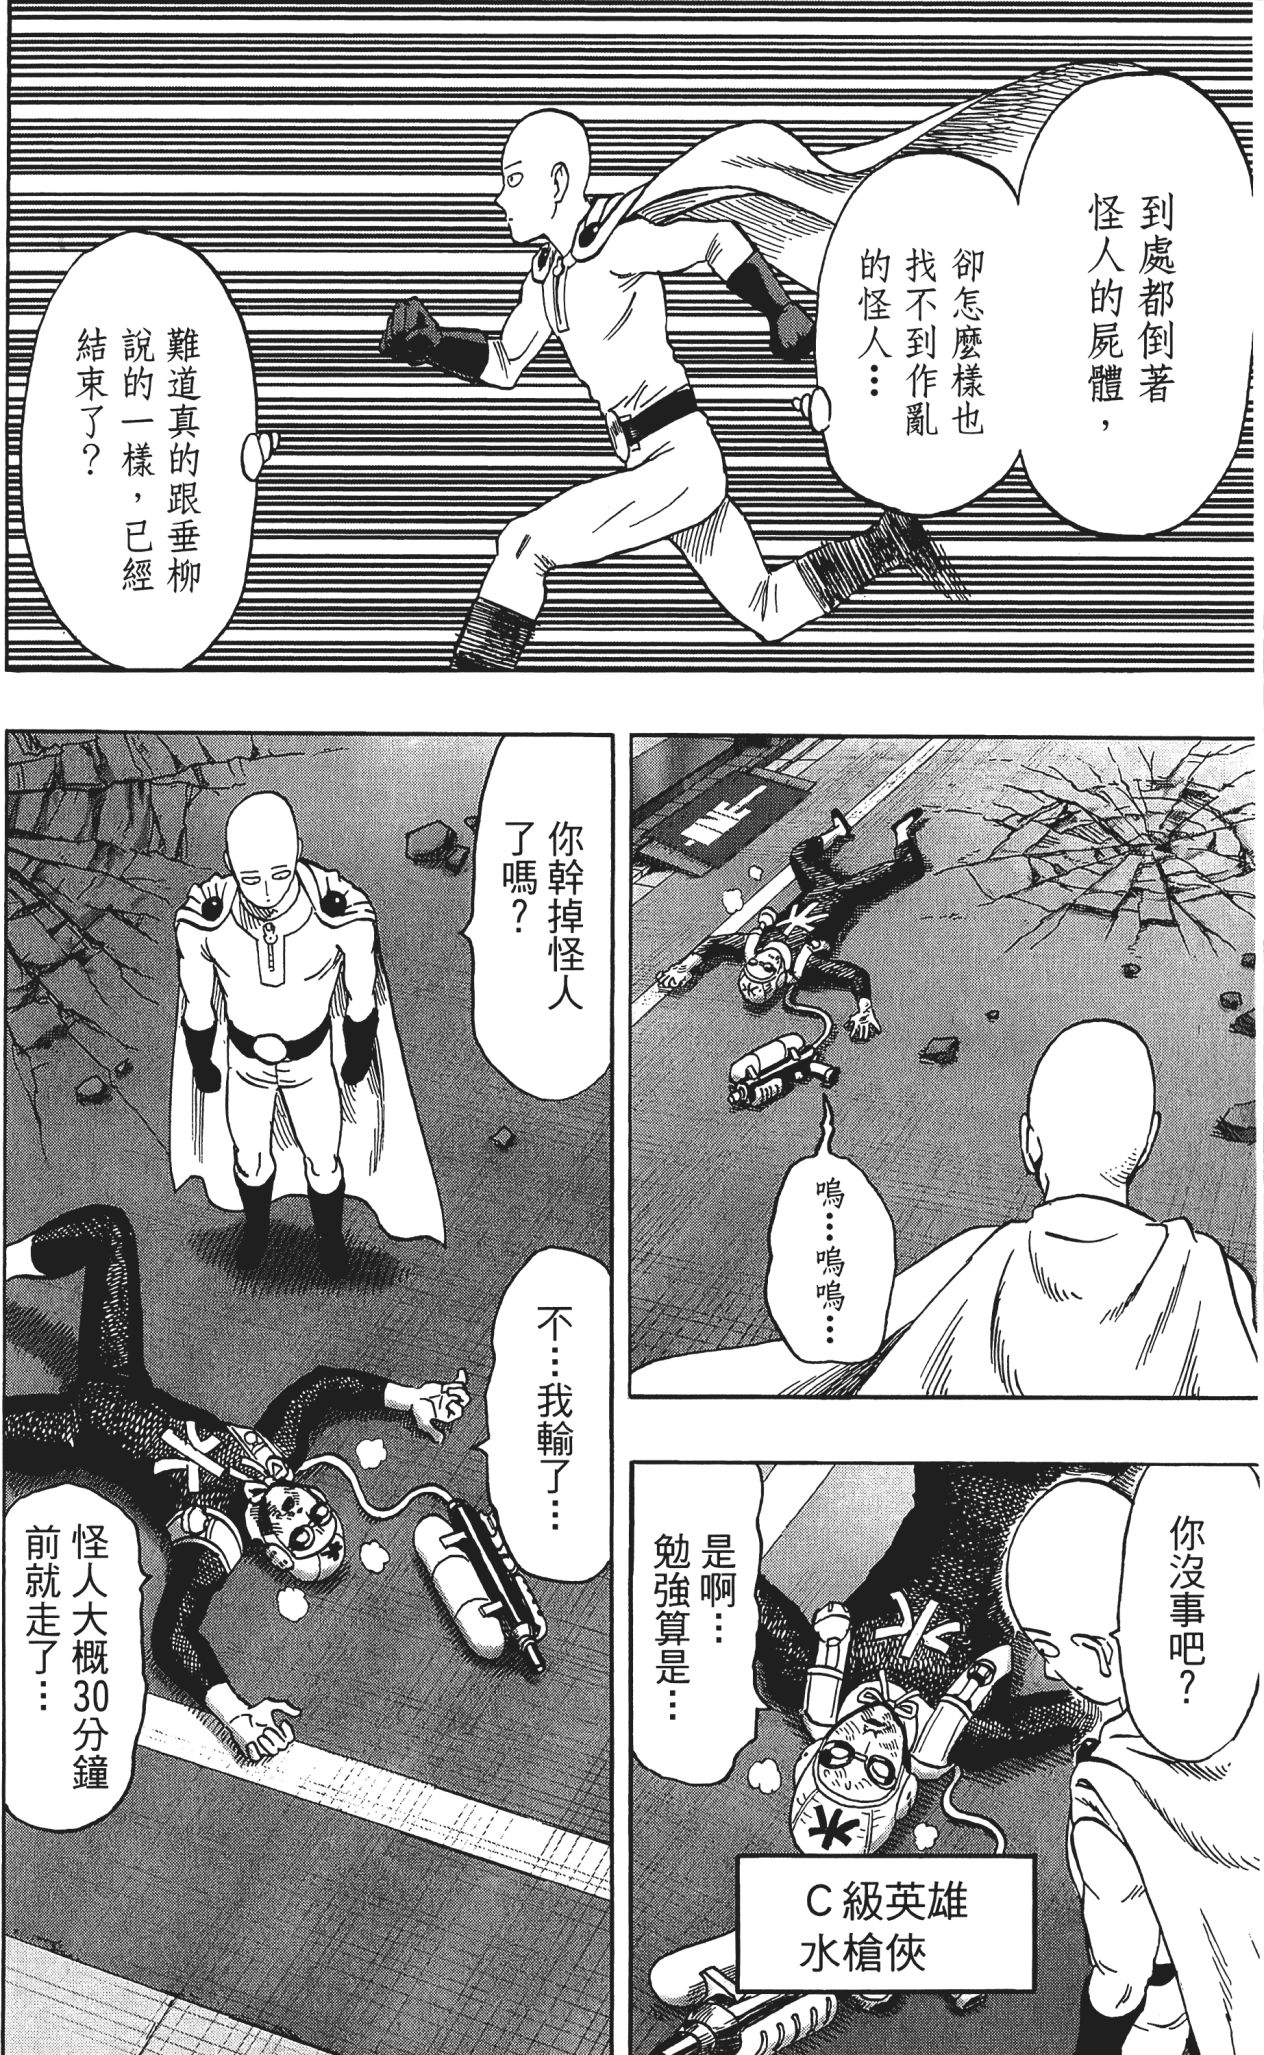 到處都倒著
怪人的屍體，
卻怎麼樣也
找不到作亂
的怪人…
難道真的跟垂柳
說的一樣，已經
結束了？
嗚…嗚嗚…
你沒事吧？
是啊…
勉強算是…
水
C級英雄
水槍俠
你幹掉怪人
了嗎？
不…我輸了…
水
怪人大概30分鐘
前就走了…